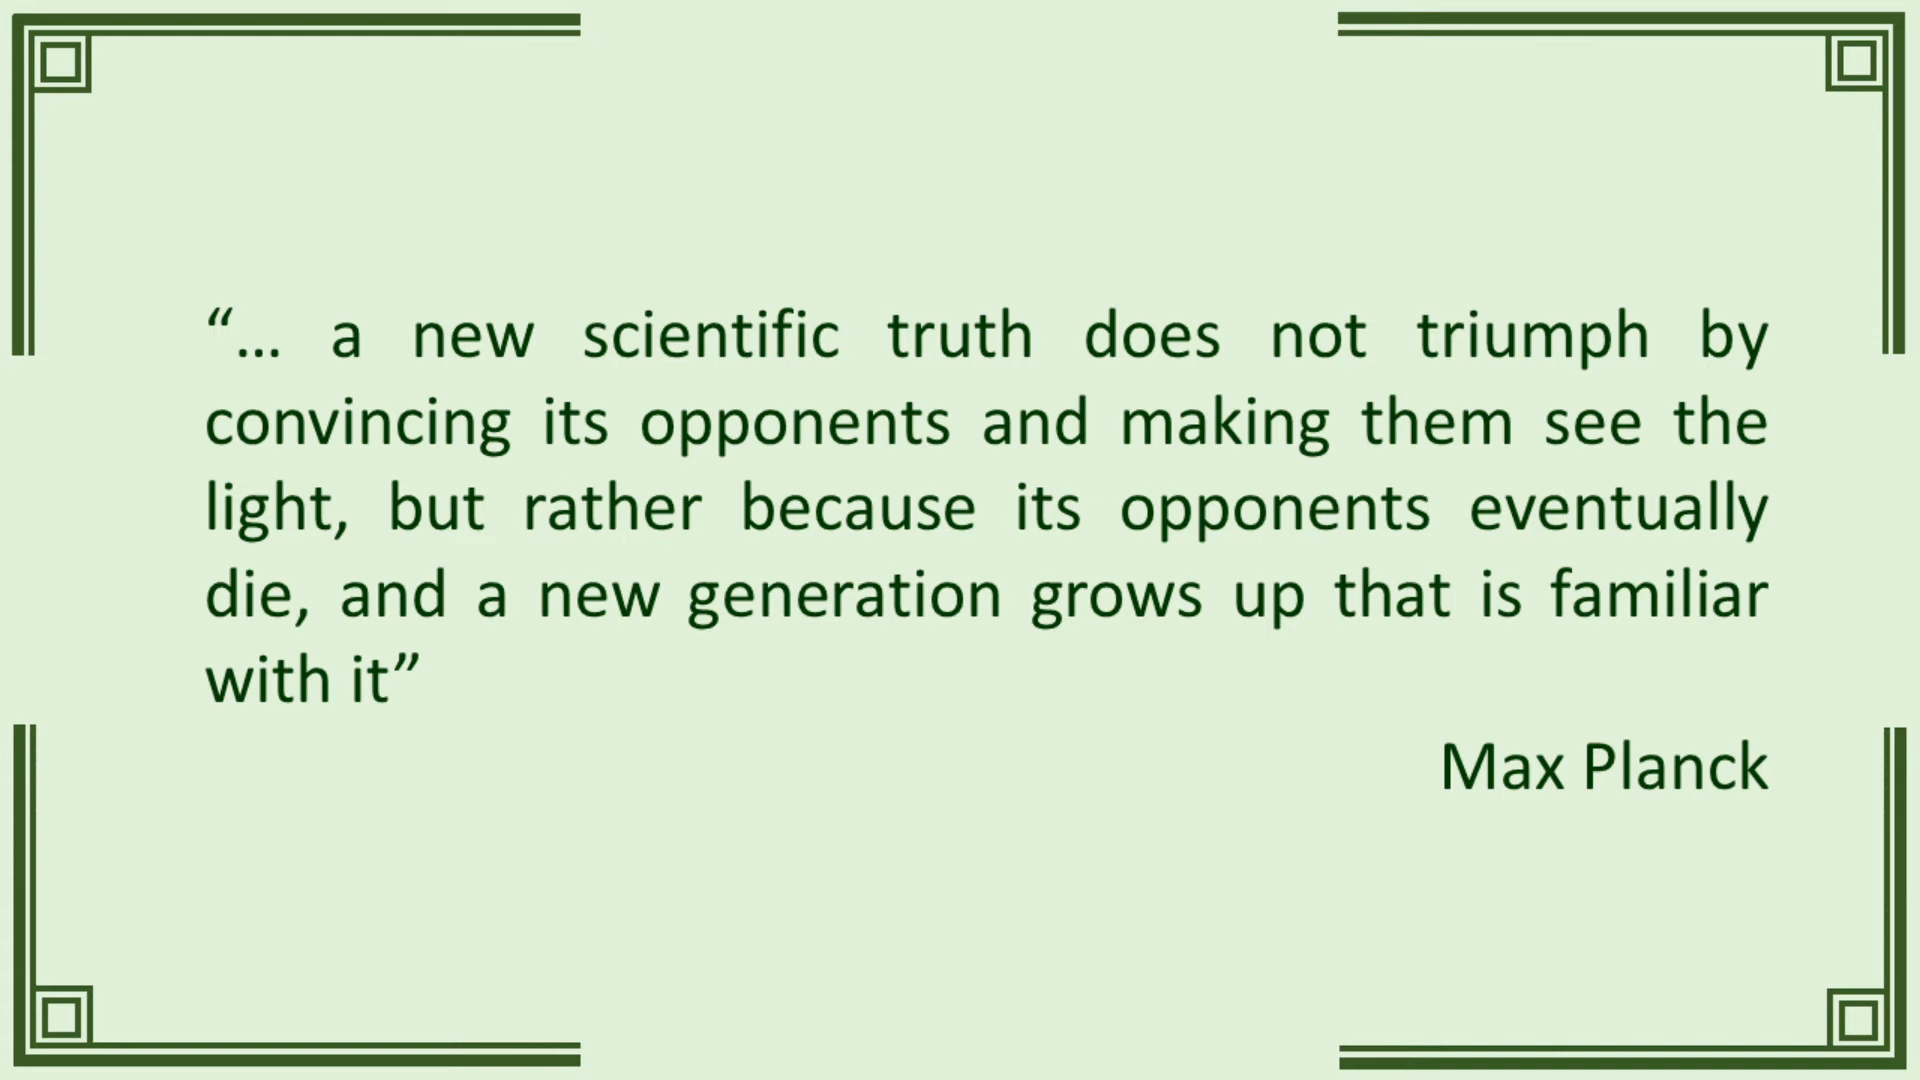 “… a new scientific truth does not triumph by
convincing its opponents and making them see the
light, but rather because its opponents eventually
die, and a new generation grows up that is familiar
with it”
Max Planck